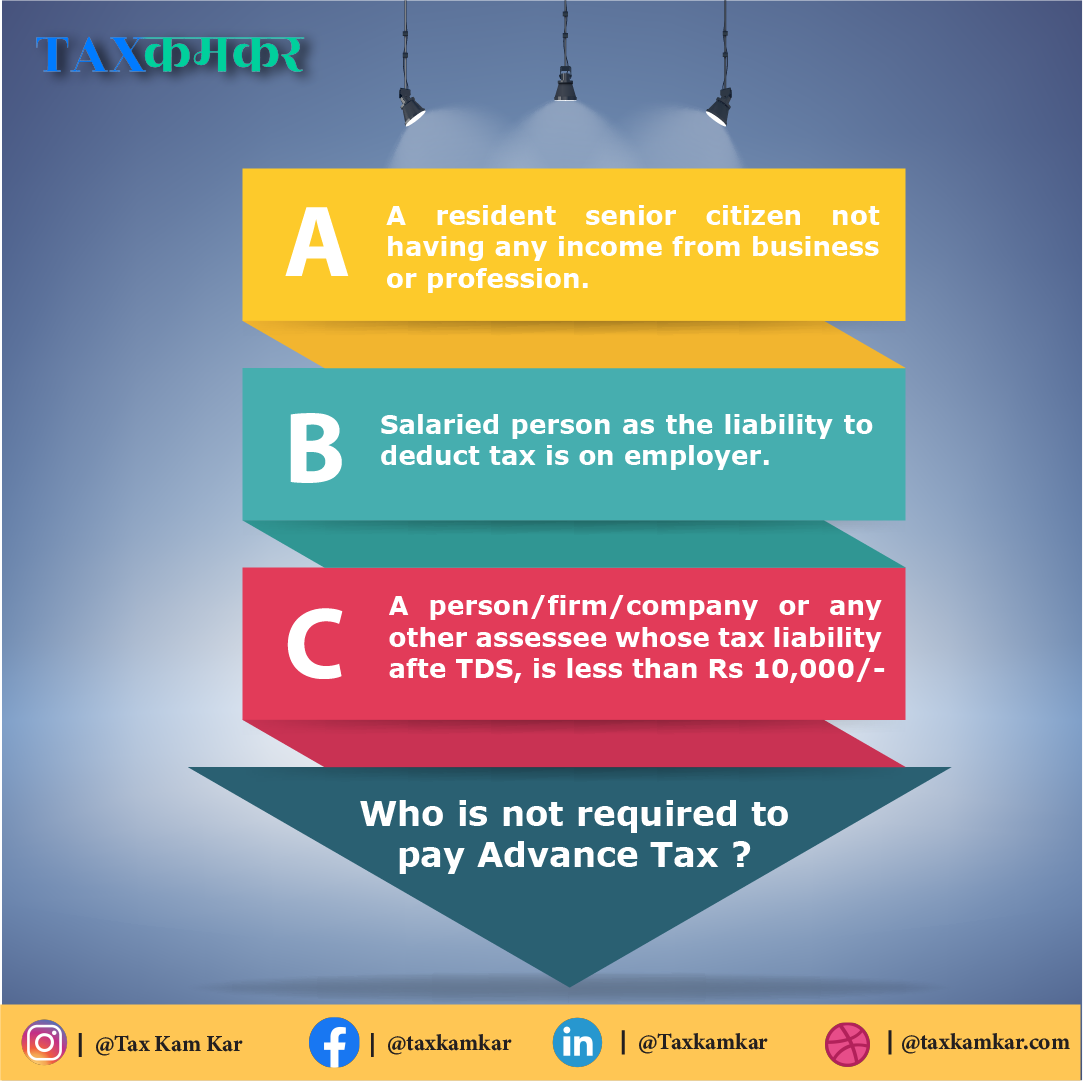 TAXकमकर
A
A resident senior citizen not
having any income from business
or profession.
B
Salaried person as the liability to
deduct tax is on employer.
C
A person/firm/company or any
other assessee whose tax liability
afte TDS, is less than Rs 10,000/-
Who is not required to
pay Advance Tax ?
| @Tax Kam Kar
| @taxkamkar
in | @Taxkamkar
| @taxkamkar.com